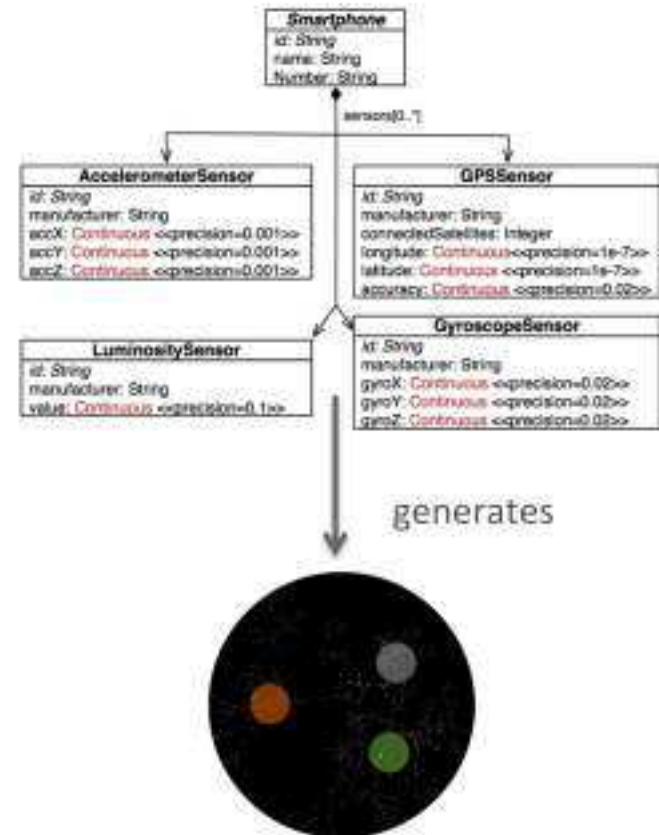 Smartphone
id: String
name: String
Number: String
sensors[0..*]
AccelerometerSensor
id: String
manufacturer: String
accX: Continuous <<precision=0.001>>
accY: Continuous <<precision=0.001>>
accZ: Continuous <<precision=0.001>>
GPSSensor
id: String
manufacturer: String
connectedSatellites: Integer
longitude: Continuous<<precision=1e-7>>
latitude: Continuous <<precision=1e-7>>
accuracy: Continuous <<precision=0.02>>
LuminositySensor
id: String
manufacturer: String
value: Continuous <<precision=0.1>>
GyroscopeSensor
id: String
manufacturer: String
gyroX: Continuous <<precision=0.02>>
gyroY: Continuous <<precision=0.02>>
gyroZ: Continuous <<precision=0.02>>
generates